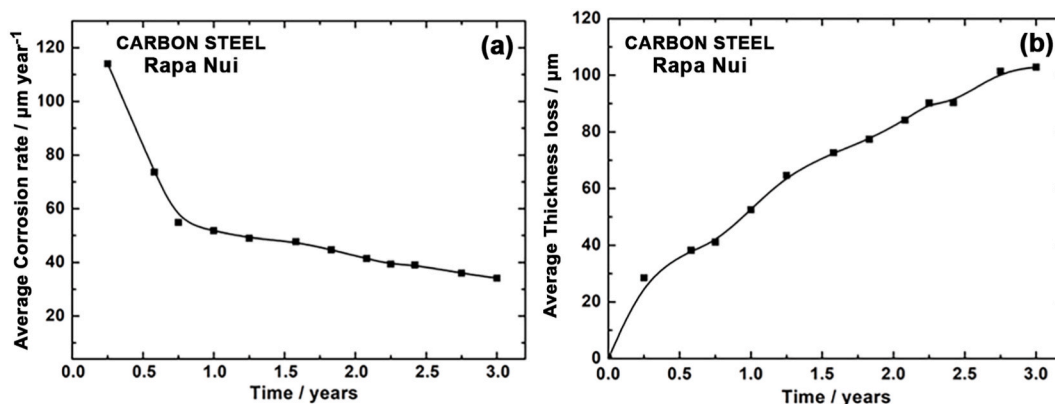 CARBON STEEL
Rapa Nui
(a)
Average Corrosion rate / µm year⁻¹
120
100
80
60
40
20
0.0 0.5 1.0 1.5 2.0 2.5 3.0
Time / years
CARBON STEEL
Rapa Nui
(b)
Average Thickness loss / µm
120
100
80
60
40
20
0
0.0 0.5 1.0 1.5 2.0 2.5 3.0
Time / years